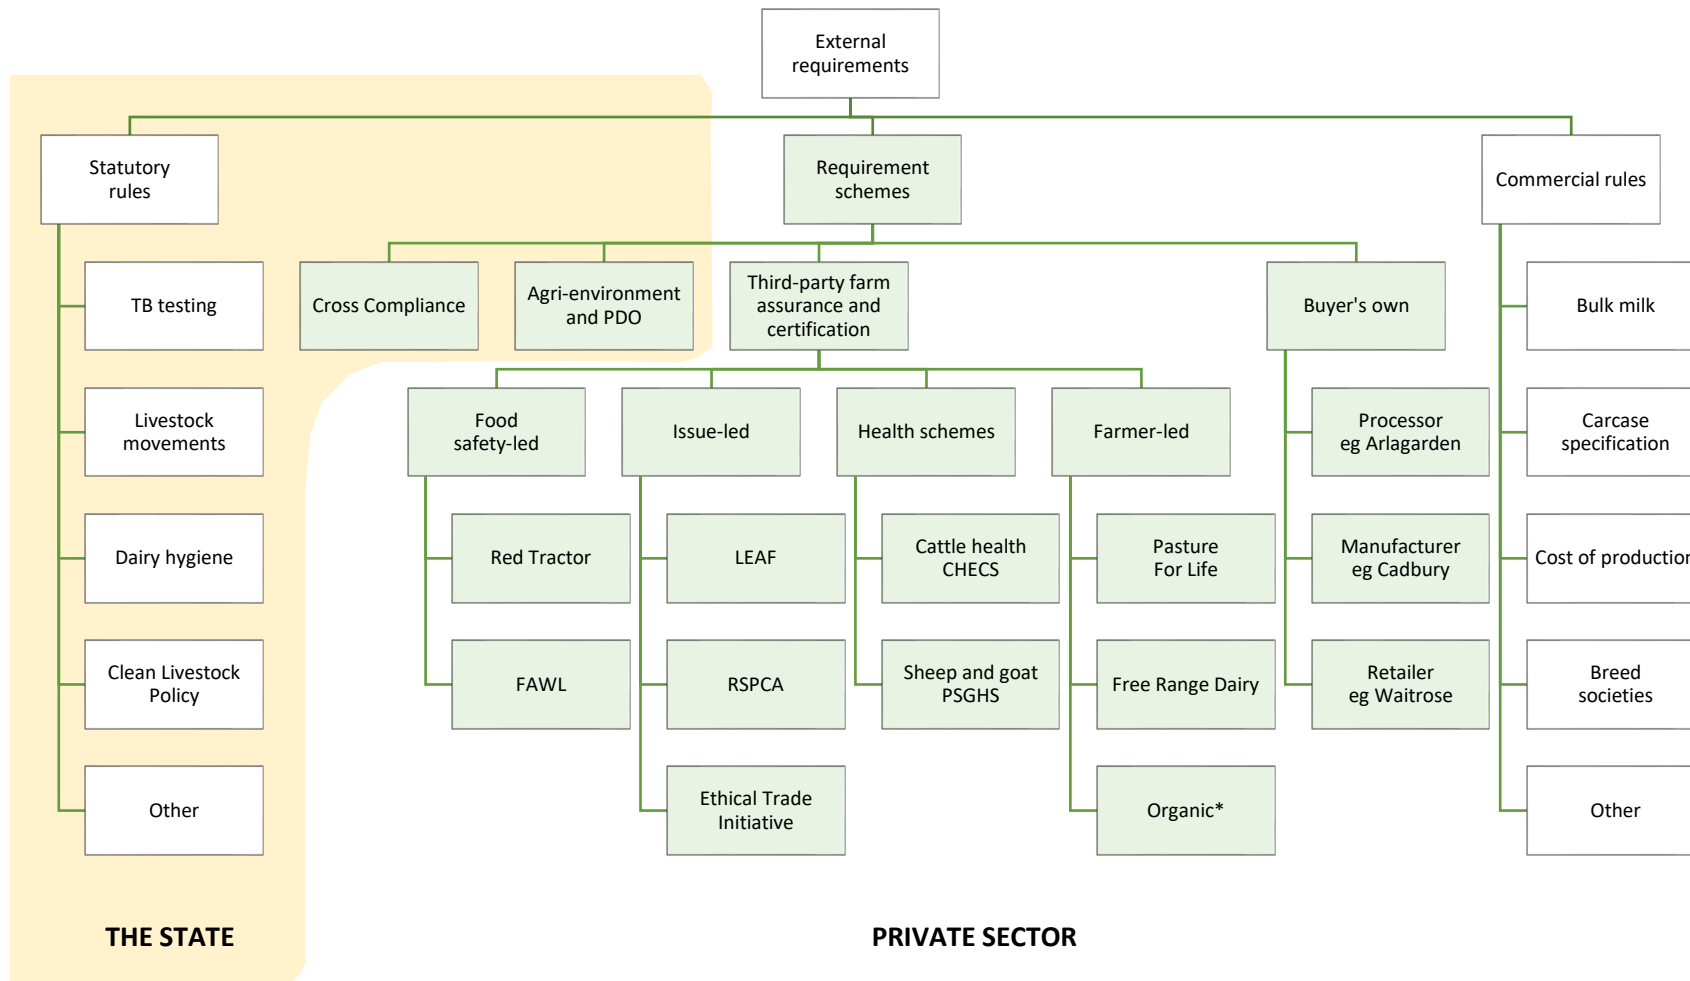 External
requirements
Statutory
rules
Requirement
schemes
Commercial rules
TB testing
Cross Compliance
Agri-environment
and PDO
Third-party farm
assurance and
certification
Buyer's own
Bulk milk
Livestock
movements
Food
safety-led
Issue-led
Health schemes
Farmer-led
Processor
eg Arlagarden
Carcase
specification
Dairy hygiene
Red Tractor
LEAF
Cattle health
CHECS
Pasture
For Life
Manufacturer
eg Cadbury
Cost of production
Clean Livestock
Policy
FAWL
RSPCA
Sheep and goat
PSGHS
Free Range Dairy
Retailer
eg Waitrose
Breed
societies
Other
Ethical Trade
Initiative
Organic*
Other
THE STATE
PRIVATE SECTOR